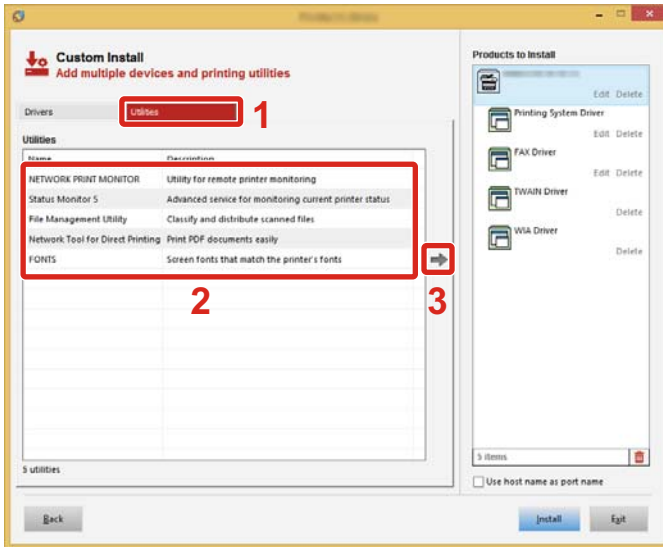 Custom Install
Add multiple devices and printing utilities
Drivers
Utilities
1
Utilities
Name Description
NETWORK PRINT MONITOR Utility for remote printer monitoring
Status Monitor 5 Advanced service for monitoring current printer status
File Management Utility Classify and distribute scanned files
Network Tool for Direct Printing Print PDF documents easily
FONTS Screen fonts that match the printer's fonts
2
3
5 utilities
Back
Products to Install
Edit Delete
Printing System Driver
Edit Delete
FAX Driver
Edit Delete
TWAIN Driver
Delete
WIA Driver
Delete
5 items
Use host name as port name
Install
Exit